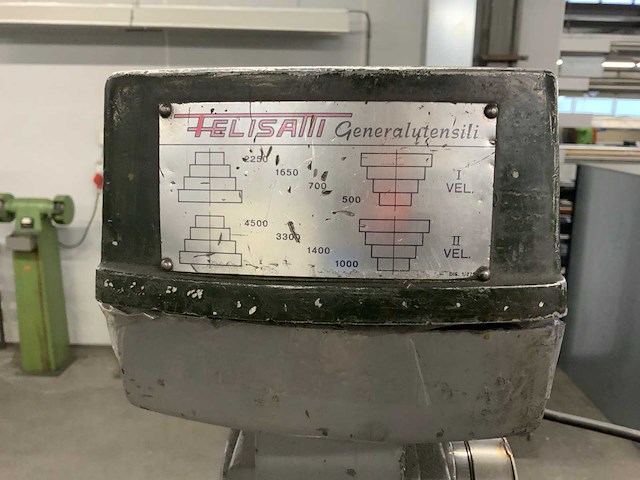 FELISATTI Generalutensili
2250
1650
700
500
I
VEL.
4500
3300
1400
1000
II
VEL.